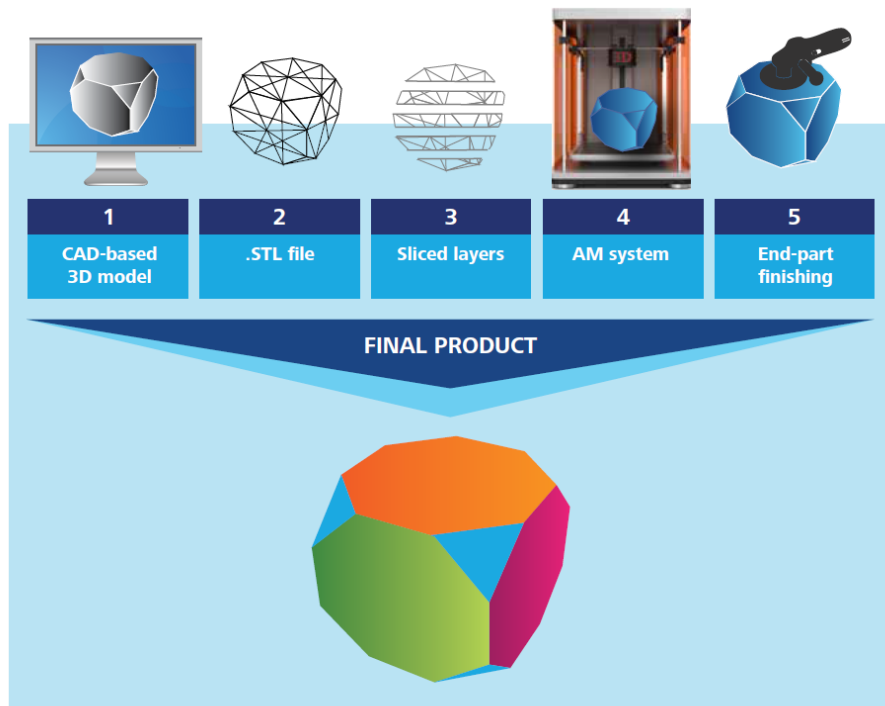 3D
1
CAD-based
3D model
2
.STL file
3
Sliced layers
4
AM system
5
End-part
finishing
FINAL PRODUCT